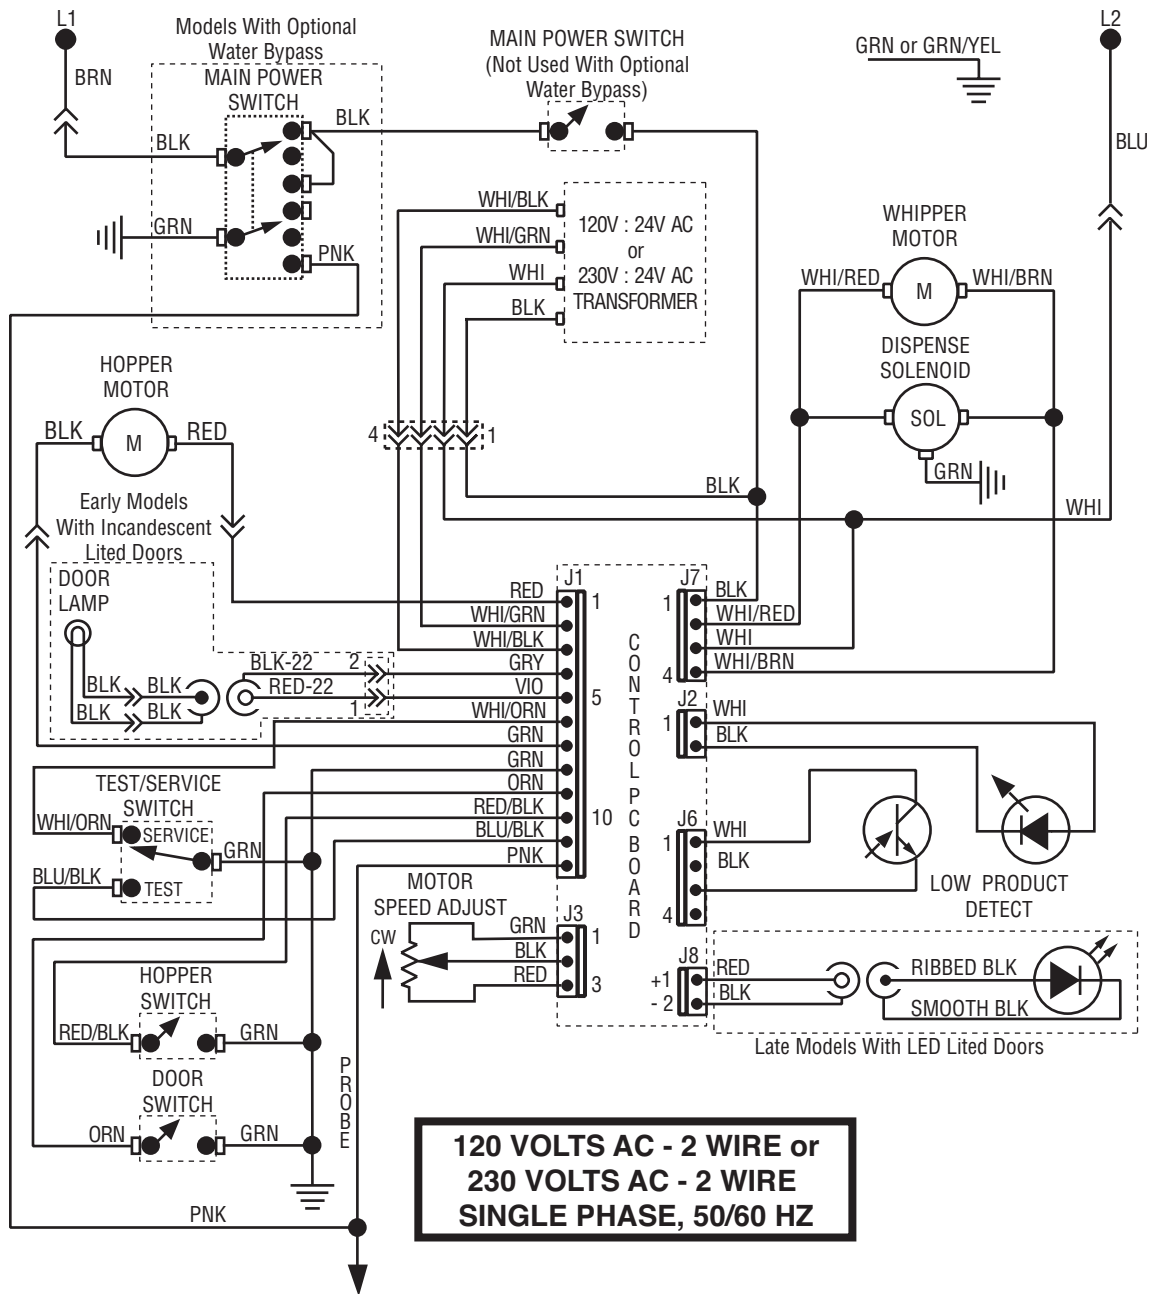 L1
Models With Optional
Water Bypass
MAIN POWER
SWITCH
BRN
BLK
GRN
PNK
BLK
MAIN POWER SWITCH
(Not Used With Optional
Water Bypass)
GRN or GRN/YEL
L2
BLU
WHI/BLK
WHI/GRN
WHI
BLK
120V : 24V AC
or
230V : 24V AC
TRANSFORMER
WHIPPER
MOTOR
WHI/RED
M
WHI/BRN
DISPENSE
SOLENOID
SOL
GRN
HOPPER
MOTOR
BLK
M
RED
4
1
BLK
WHI
Early Models
With Incandescent
Lited Doors
DOOR
LAMP
BLK
BLK
BLK
BLK
BLK-22
2
RED-22
1
J1
RED
1
WHI/GRN
WHI/BLK
GRY
VIO
5
WHI/ORN
GRN
GRN
ORN
RED/BLK
10
BLU/BLK
PNK
CONTROL PC BOARD
J7
1
BLK
WHI/RED
WHI
4
WHI/BRN
J2
1
WHI
BLK
J6
1
WHI
BLK
4
LOW PRODUCT
DETECT
TEST/SERVICE
SWITCH
WHI/ORN
SERVICE
GRN
BLU/BLK
TEST
MOTOR
SPEED ADJUST
CW
J3
GRN
1
BLK
RED
3
J8
+1
RED
- 2
BLK
RIBBED BLK
SMOOTH BLK
Late Models With LED Lited Doors
HOPPER
SWITCH
RED/BLK
GRN
DOOR
SWITCH
ORN
GRN
PROBE
PNK
120 VOLTS AC - 2 WIRE or
230 VOLTS AC - 2 WIRE
SINGLE PHASE, 50/60 HZ